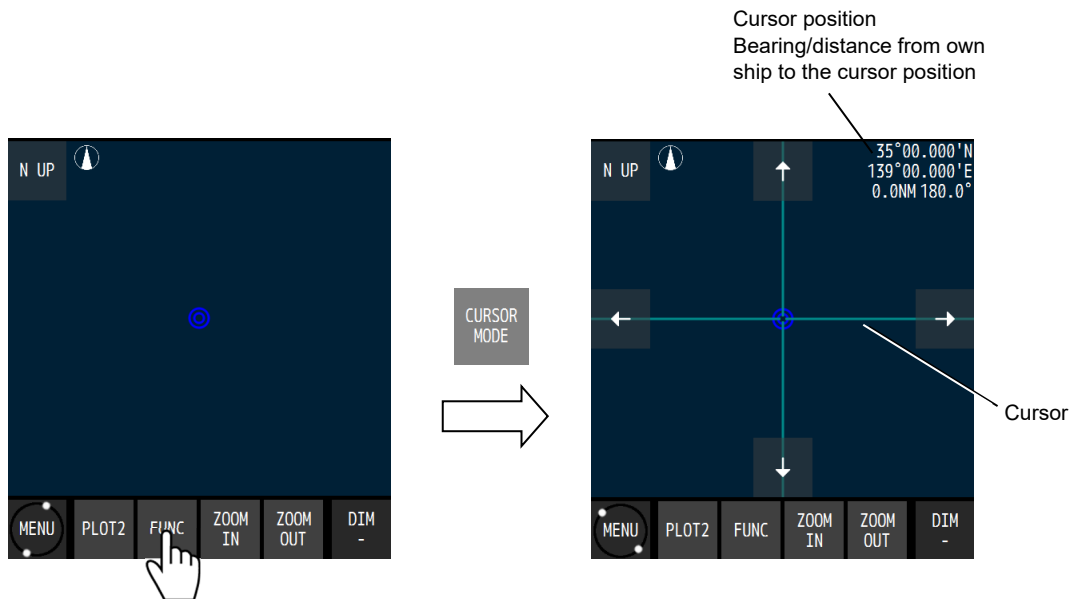 Cursor position
Bearing/distance from own
ship to the cursor position
N UP
MENU
PLOT2
FUNC
ZOOM
IN
ZOOM
OUT
DIM
-
CURSOR
MODE
N UP
35°00.000'N
139°00.000'E
0.0NM 180.0°
Cursor
MENU
PLOT2
FUNC
ZOOM
IN
ZOOM
OUT
DIM
-